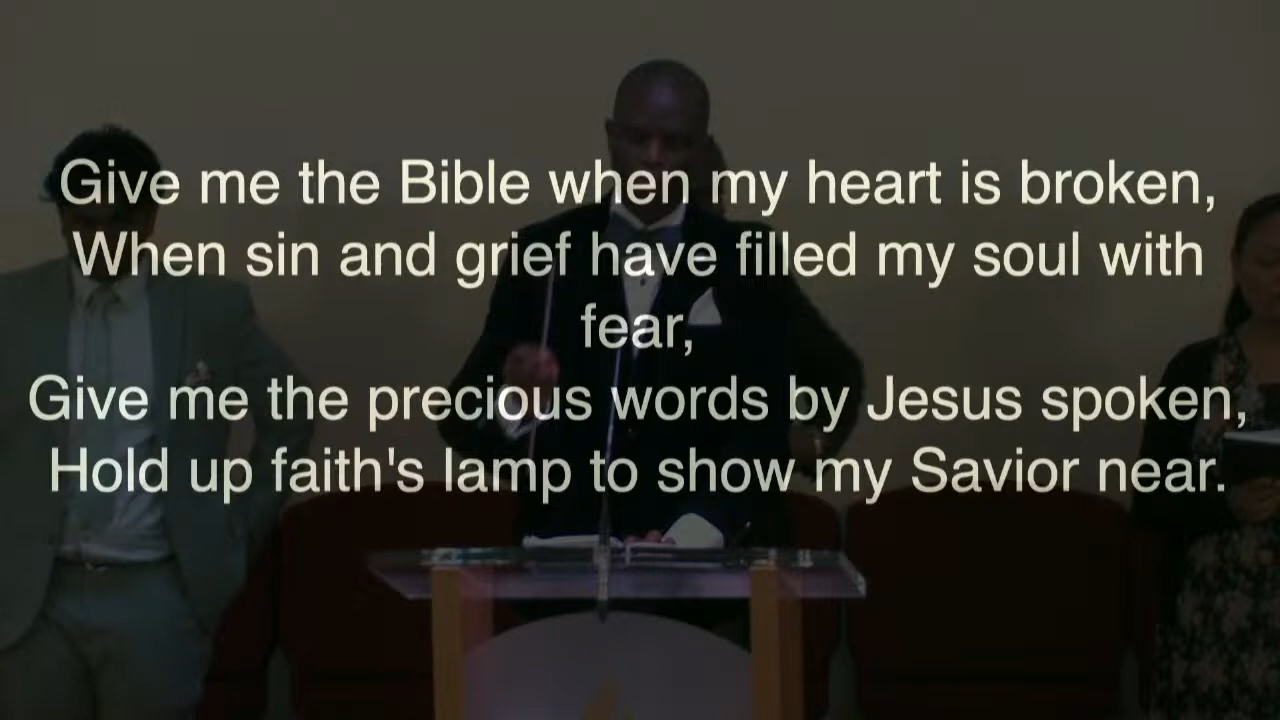 Give me the Bible when my heart is broken,
When sin and grief have filled my soul with
fear,
Give me the precious words by Jesus spoken,
Hold up faith's lamp to show my Savior near.